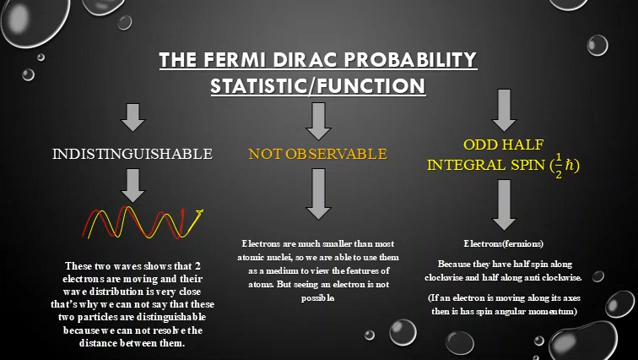 THE FERMI DIRAC PROBABILITY
STATISTIC/FUNCTION
INDISTINGUISHABLE
These two waves shows that 2
electrons are moving and their
wave distribution is very close
that's why we can not say that these
two particles are distinguishable
because we can not resolve the
distance between them.
NOT OBSERVABLE
Electrons are much smaller than most
atomic nuclei, so we are able to use them
as a medium to view the features of
atoms. But seeing an electron is not
possible
ODD HALF
INTEGRAL SPIN (½ℏ)
Electrons(fermions)
Because they have half spin along
clockwise and half along anti clockwise.
(If an electron is moving along its axes
then is has spin angular momentum)